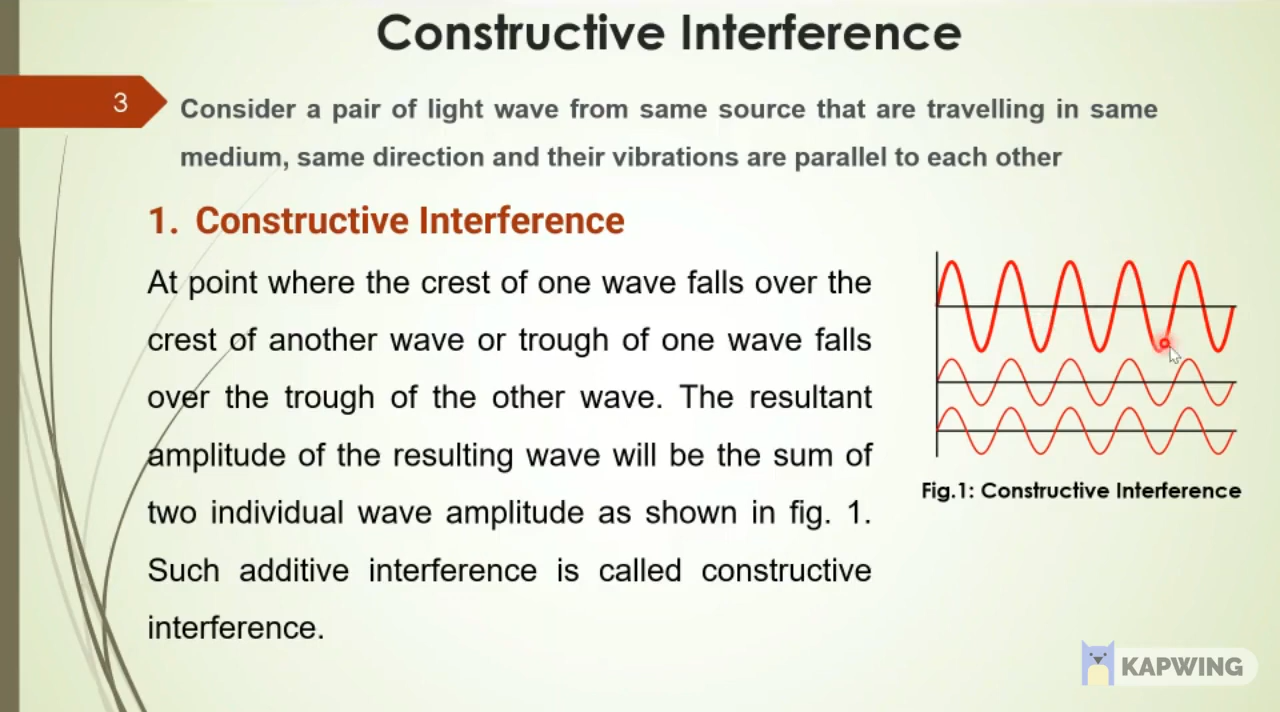 Constructive Interference
3
Consider a pair of light wave from same source that are travelling in same
medium, same direction and their vibrations are parallel to each other
1. Constructive Interference
At point where the crest of one wave falls over the
crest of another wave or trough of one wave falls
over the trough of the other wave. The resultant
amplitude of the resulting wave will be the sum of
two individual wave amplitude as shown in fig. 1.
Such additive interference is called constructive
interference.
Fig.1: Constructive Interference
KAPWING